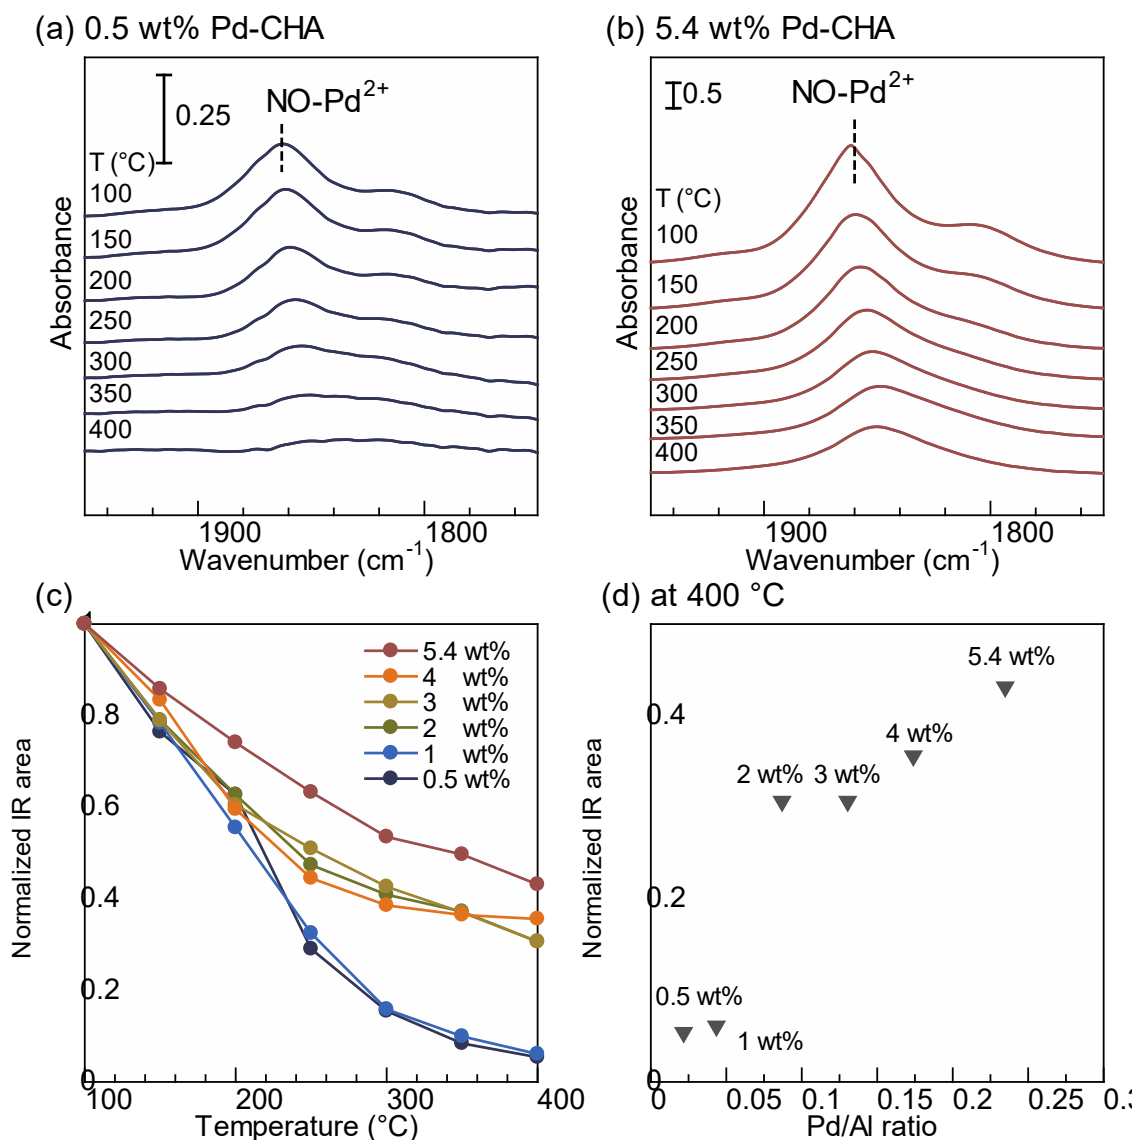 (a) 0.5 wt% Pd-CHA
0.25
NO-Pd2+
T (°C)
100
150
200
250
300
350
400
Absorbance
1900
1800
Wavenumber (cm-1)
(b) 5.4 wt% Pd-CHA
0.5
NO-Pd2+
T (°C)
100
150
200
250
300
350
400
Absorbance
1900
1800
Wavenumber (cm-1)
(c)
1
0.8
0.6
0.4
0.2
0
Normalized IR area
5.4 wt%
4 wt%
3 wt%
2 wt%
1 wt%
0.5 wt%
100
200
300
400
Temperature (°C)
(d) at 400 °C
0.4
0.2
0
Normalized IR area
5.4 wt%
4 wt%
2 wt%
3 wt%
0.5 wt%
1 wt%
0
0.05
0.1
0.15
0.2
0.25
Pd/Al ratio